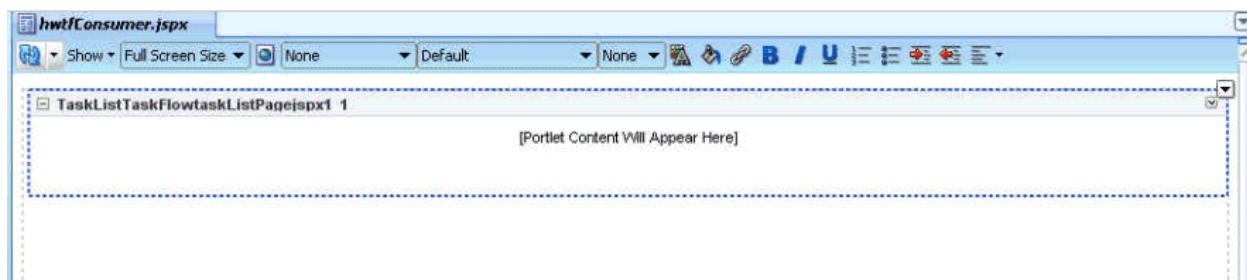 hwtfConsumer.jspx
Show Full Screen Size None Default None B I U
TaskListTaskFlowtaskListPagejspx1 1
[Portlet Content Will Appear Here]